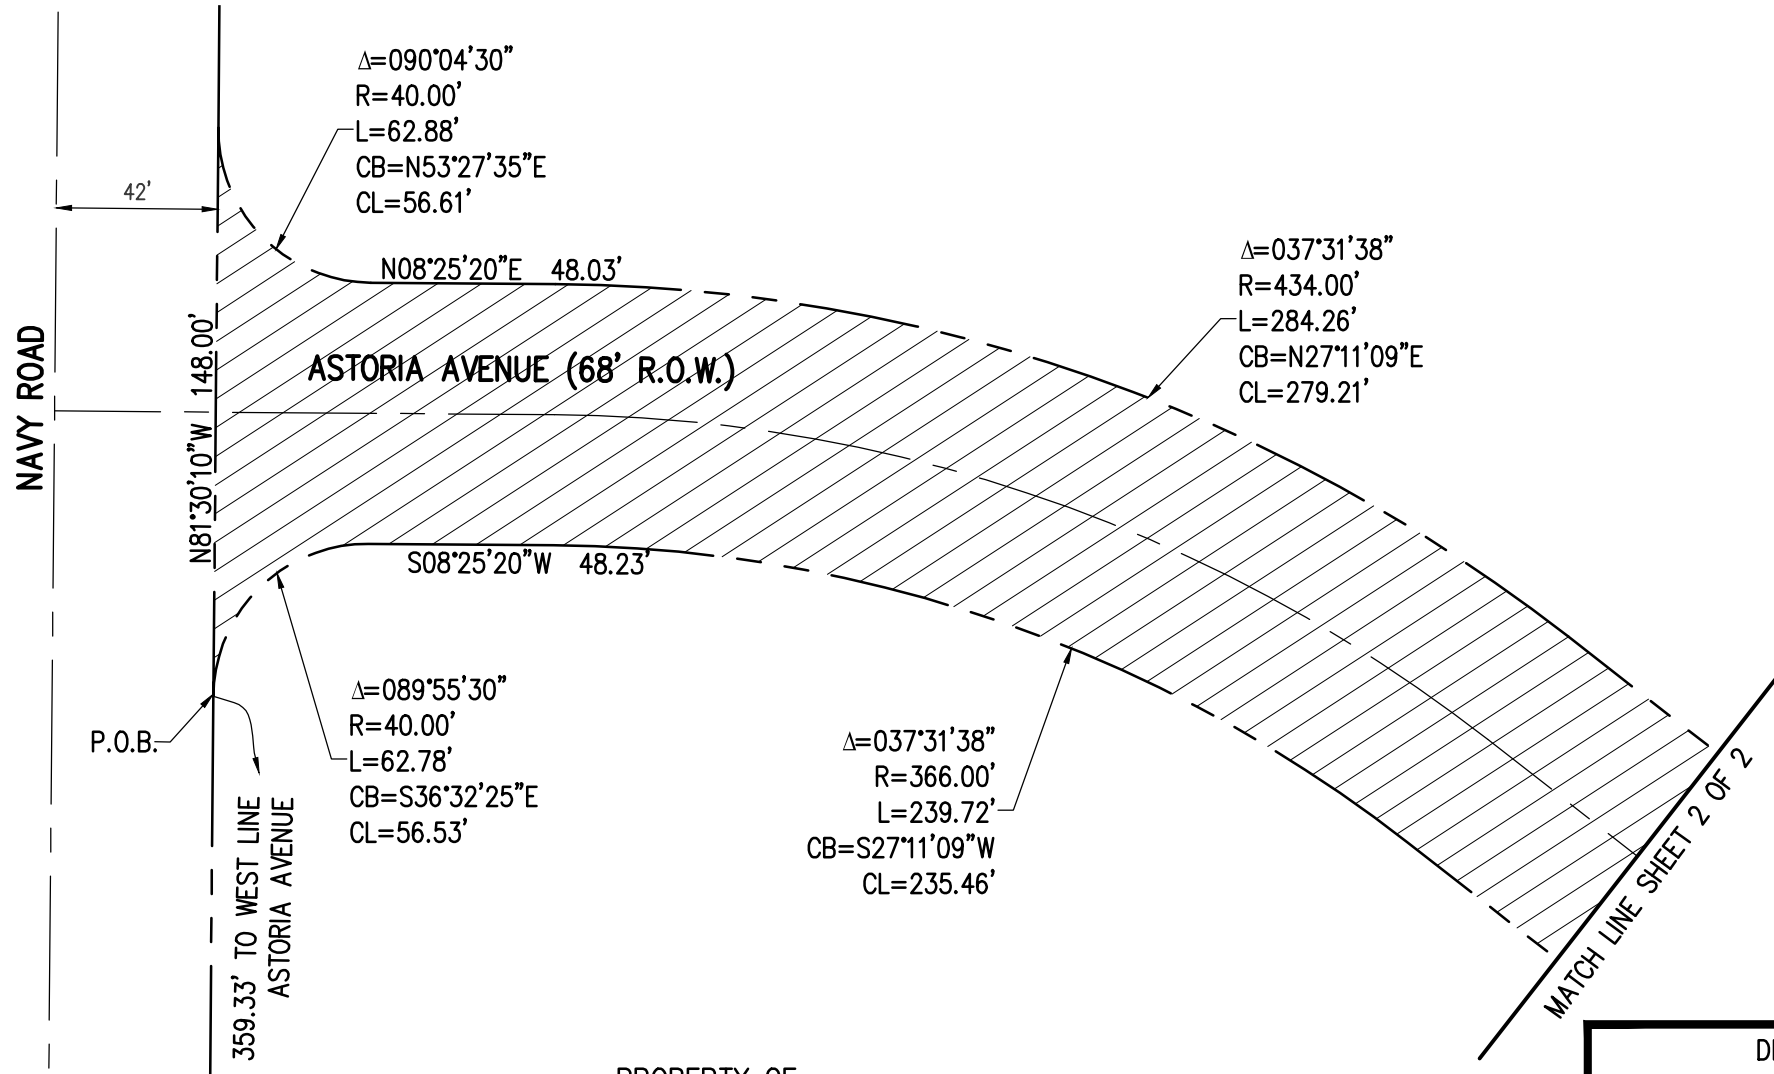 Δ=090°04'30"
R=40.00'
L=62.88'
CB=N53°27'35"E
CL=56.61'
42'
N08°25'20"E 48.03'
Δ=037°31'38"
R=434.00'
L=284.26'
CB=N27°11'09"E
CL=279.21'
NAVY ROAD
N81°30'10"W 148.00'
ASTORIA AVENUE (68' R.O.W.)
S08°25'20"W 48.23'
P.O.B.
Δ=089°55'30"
R=40.00'
L=62.78'
CB=S36°32'25"E
CL=56.53'
359.33' TO WEST LINE
ASTORIA AVENUE
Δ=037°31'38"
R=366.00'
L=239.72'
CB=S27°11'09"W
CL=235.46'
MATCH LINE SHEET 2 OF 2
PROPERTY OF